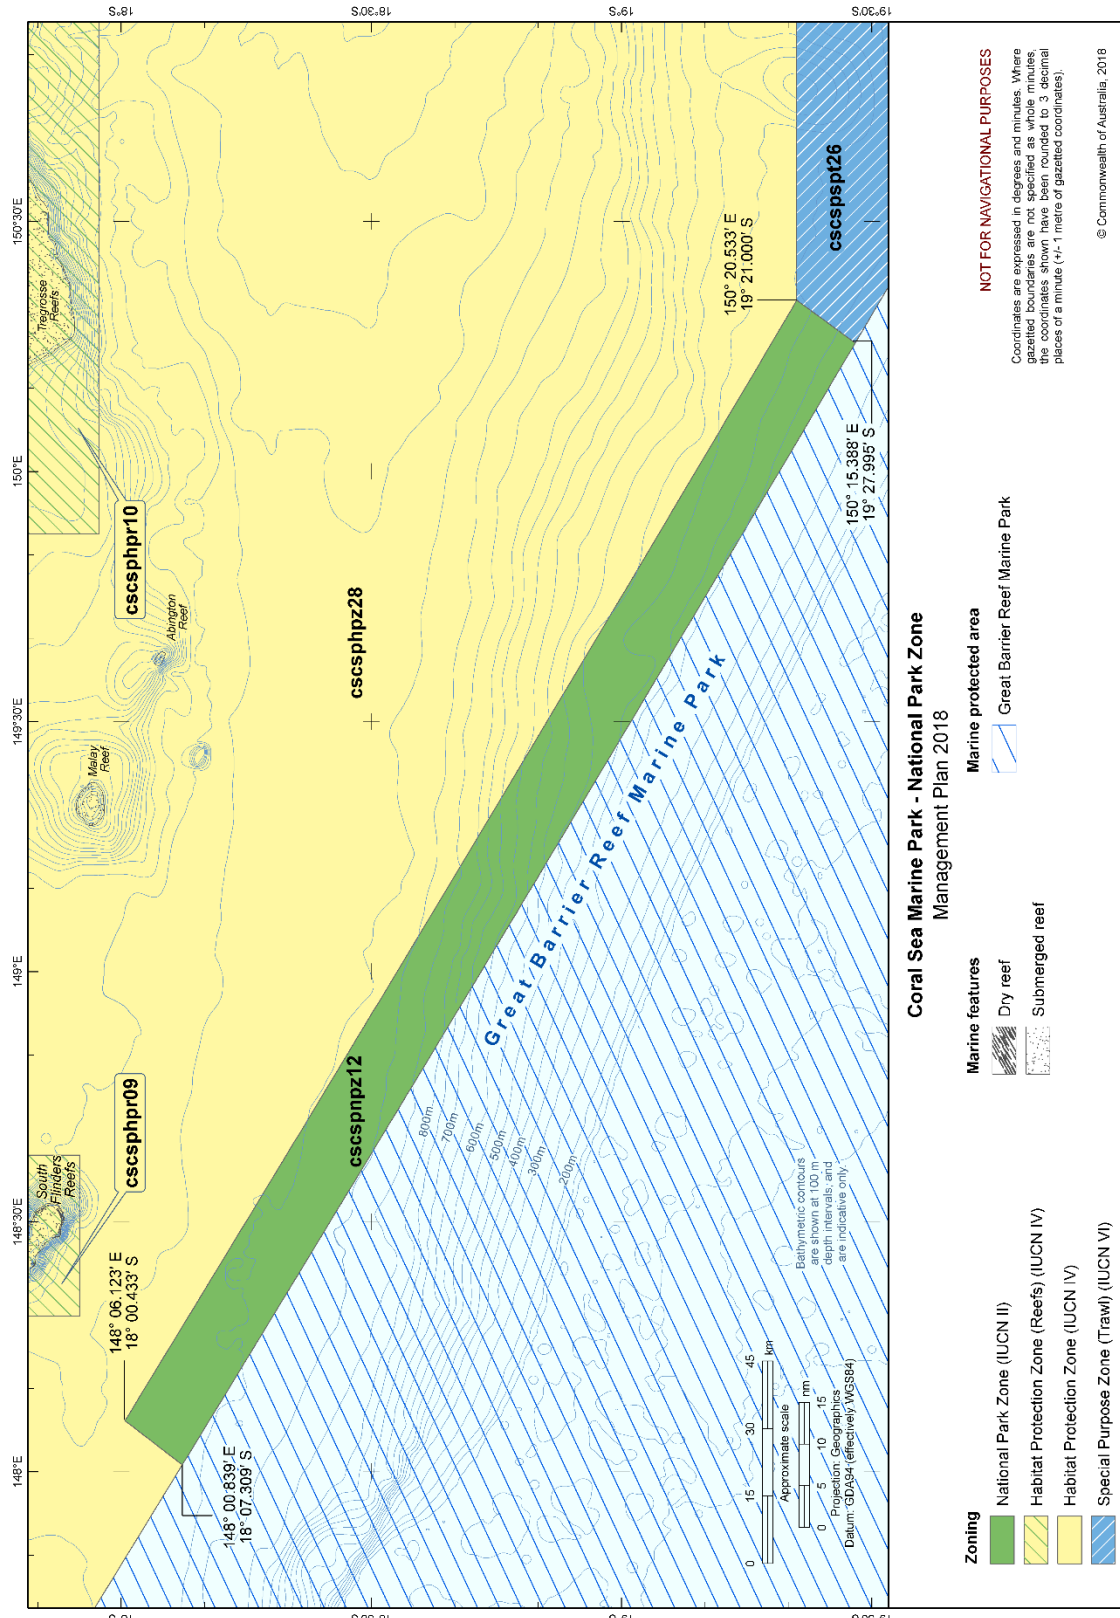 148°E
148°30'E
149°E
149°30'E
150°E
150°30'E
18°S
18°30'S
19°S
19°30'S
South
Flinders
Reefs
cscsphpr09
Malay
Reef
Abington
Reef
cscsphpr10
Tregrosse
Reefs
148° 06.123' E
18° 00.433' S
148° 00.839' E
18° 07.309' S
cscspnpz12
cscsphpz28
150° 20.533' E
19° 21.000' S
cscspspt26
150° 15.388' E
19° 27.995' S
Great Barrier Reef Marine Park
800m
700m
600m
500m
400m
300m
200m
Bathymetric contours
are shown at 100 m
depth intervals, and
are indicative only.
0 15 30 45
km
Approximate scale
nm
0 5 10 15
Projection: Geographics
Datum: GDA94 (effectively WGS84)
Coral Sea Marine Park - National Park Zone
Management Plan 2018
Zoning
National Park Zone (IUCN II)
Habitat Protection Zone (Reefs) (IUCN IV)
Habitat Protection Zone (IUCN IV)
Special Purpose Zone (Trawl) (IUCN VI)
Marine features
Dry reef
Submerged reef
Marine protected area
Great Barrier Reef Marine Park
NOT FOR NAVIGATIONAL PURPOSES
Coordinates are expressed in degrees and minutes. Where
gazetted boundaries are not specified as whole minutes,
the coordinates shown have been rounded to 3 decimal
places of a minute (+/- 1 metre of gazetted coordinates).
© Commonwealth of Australia, 2018